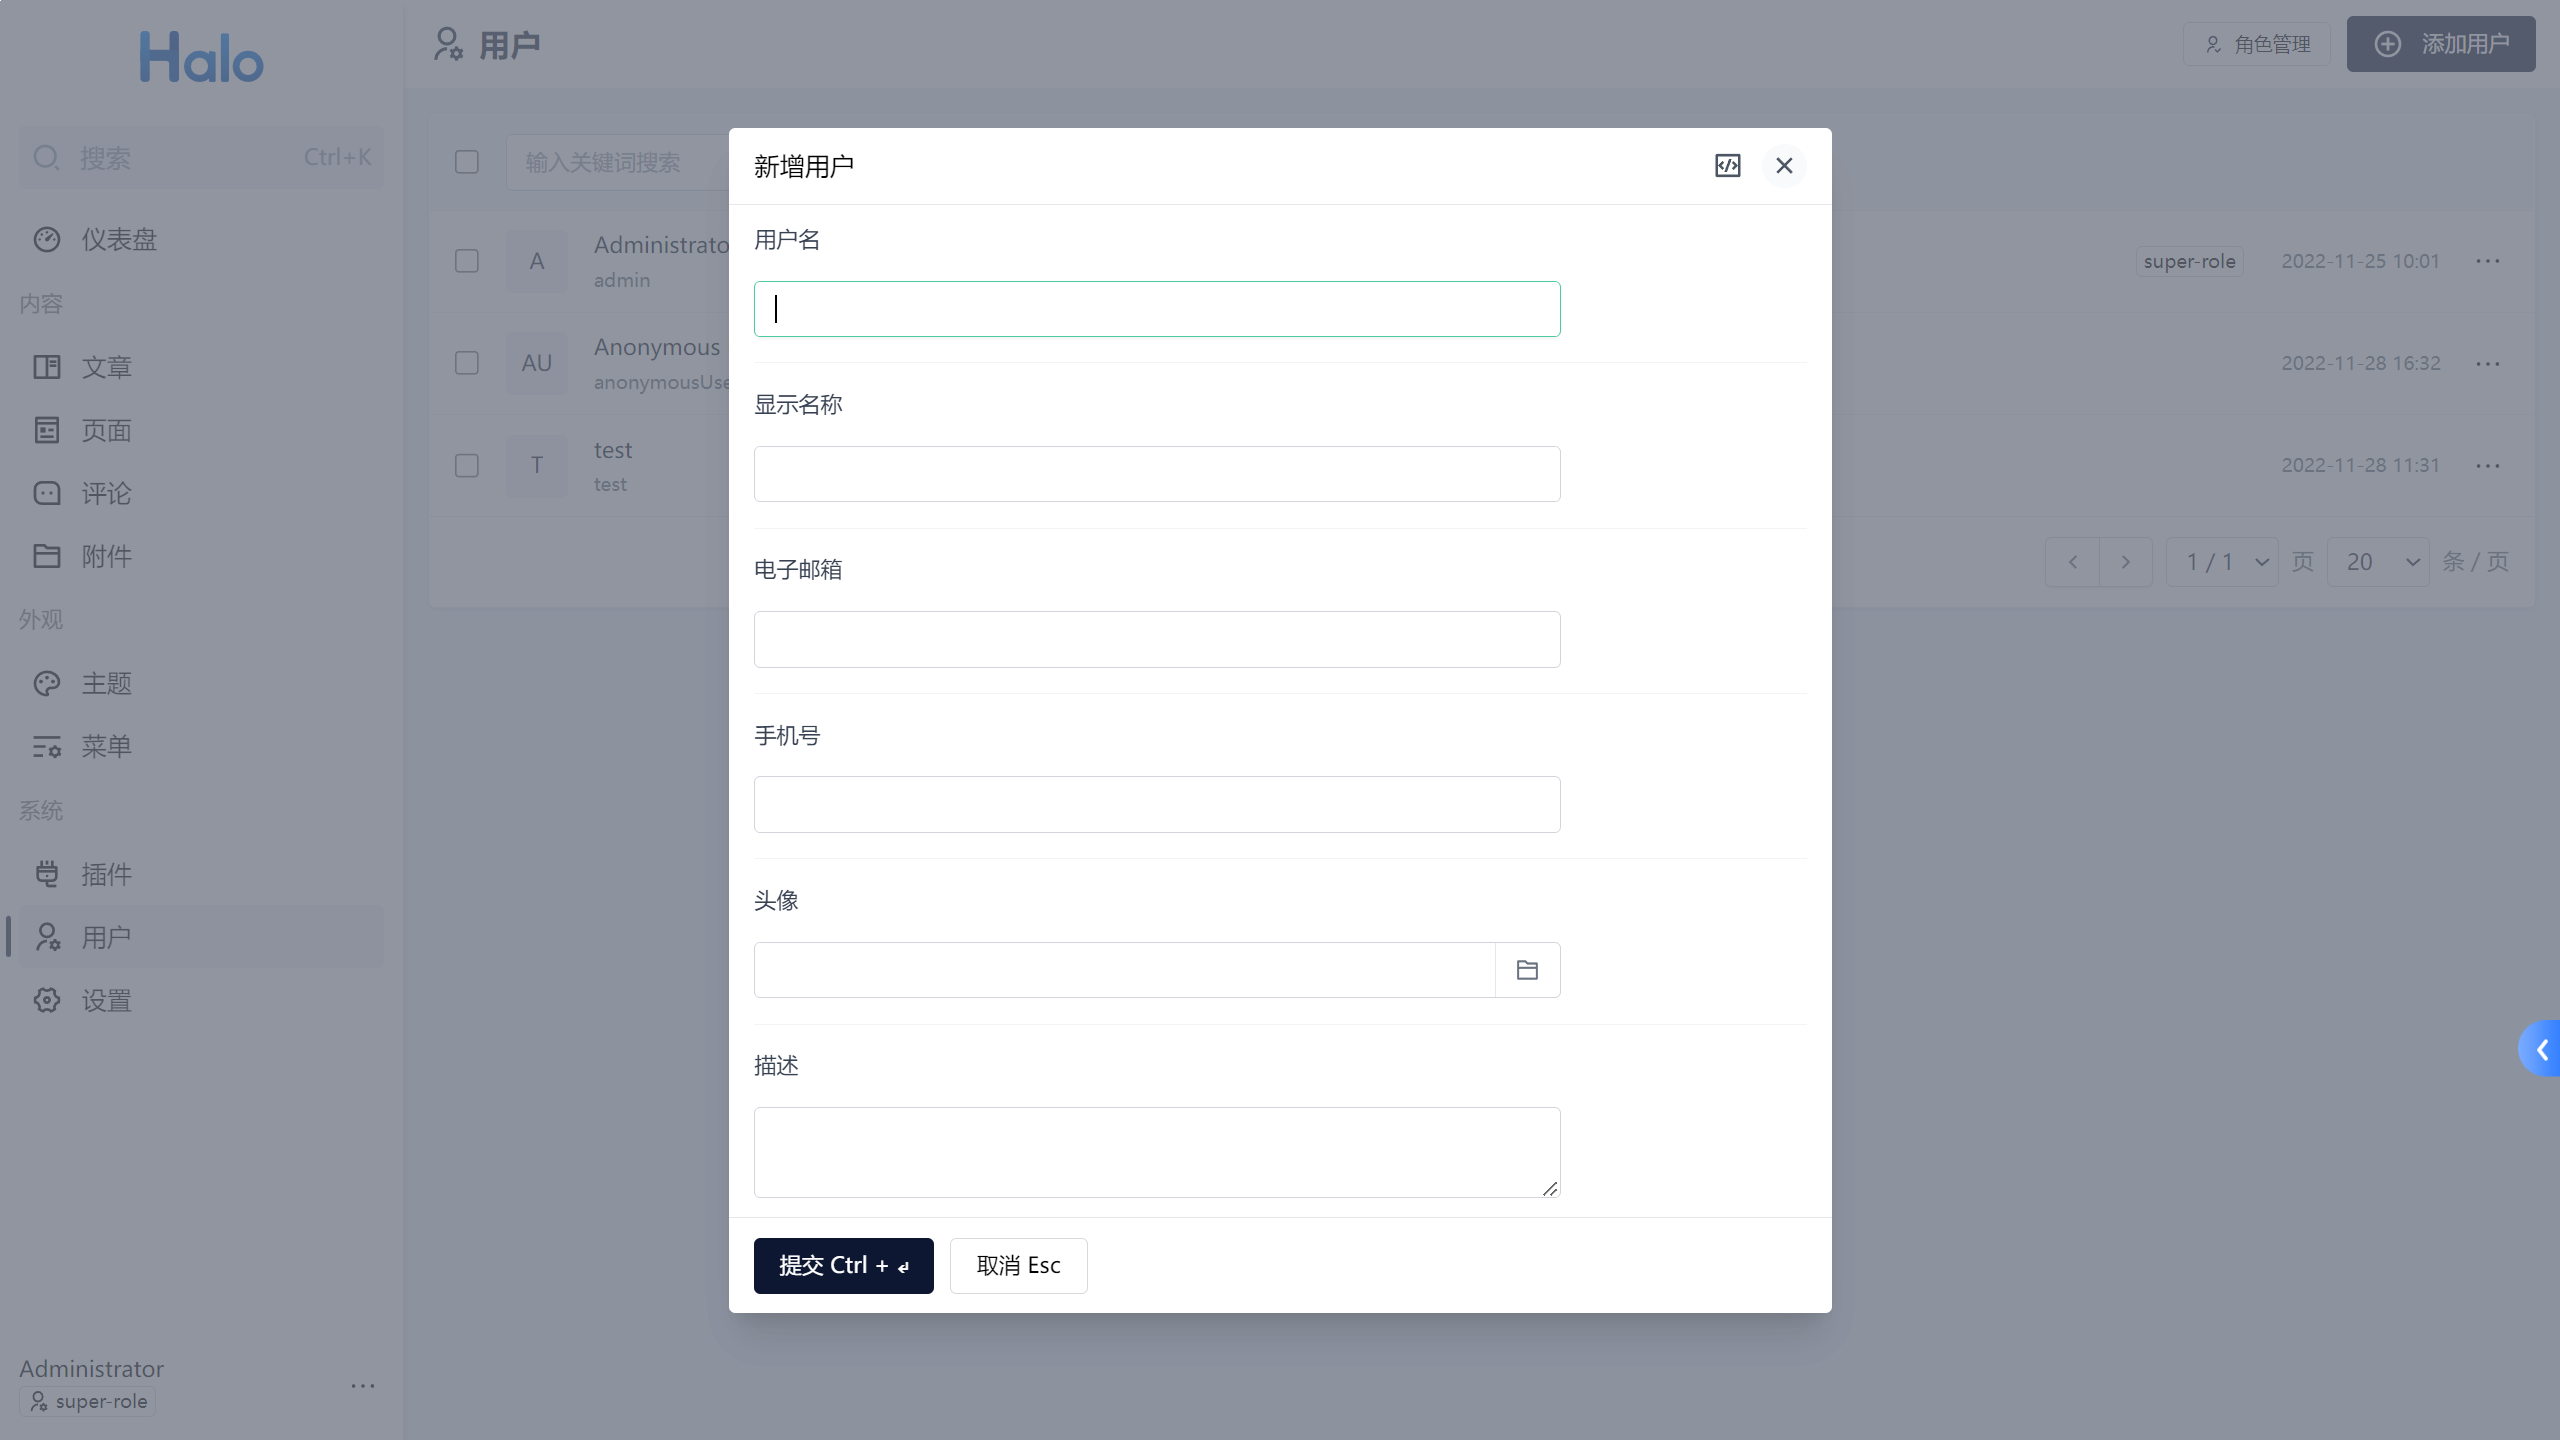 Halo
搜索 Ctrl+K
仪表盘
内容
文章
页面
评论
附件
外观
主题
菜单
系统
插件
用户
设置
Administrator
super-role
用户
角色管理
添加用户
输入关键词搜索
A
Administrato
admin
super-role
2022-11-25 10:01
AU
Anonymous
anonymousUse
2022-11-28 16:32
T
test
test
2022-11-28 11:31
1 / 1 页 20 条 / 页
新增用户
用户名
显示名称
电子邮箱
手机号
头像
描述
提交 Ctrl + ↵
取消 Esc